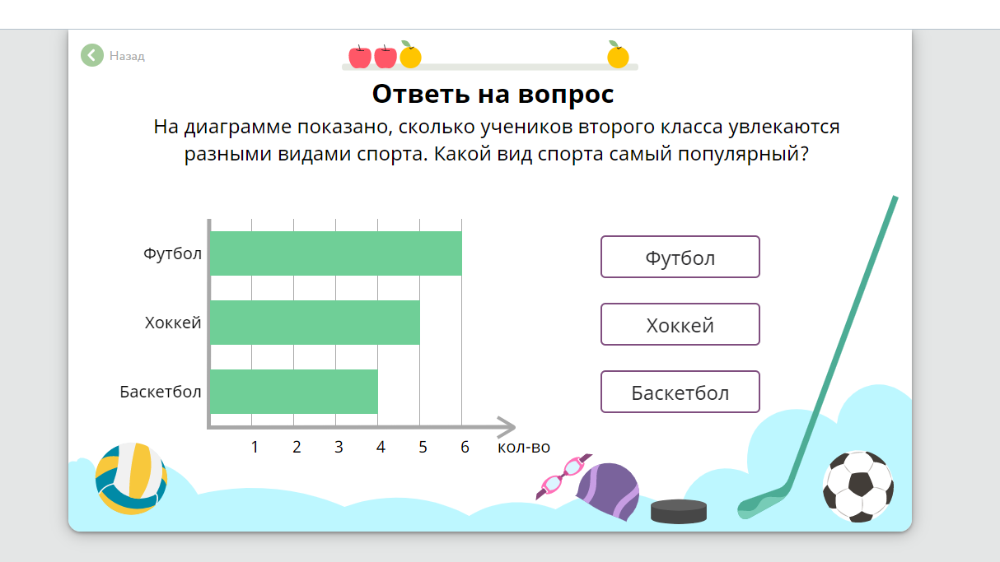 Назад
Ответь на вопрос
На диаграмме показано, сколько учеников второго класса увлекаются
разными видами спорта. Какой вид спорта самый популярный?
Футбол
Хоккей
Баскетбол
1 2 3 4 5 6 кол-во
Футбол
Хоккей
Баскетбол